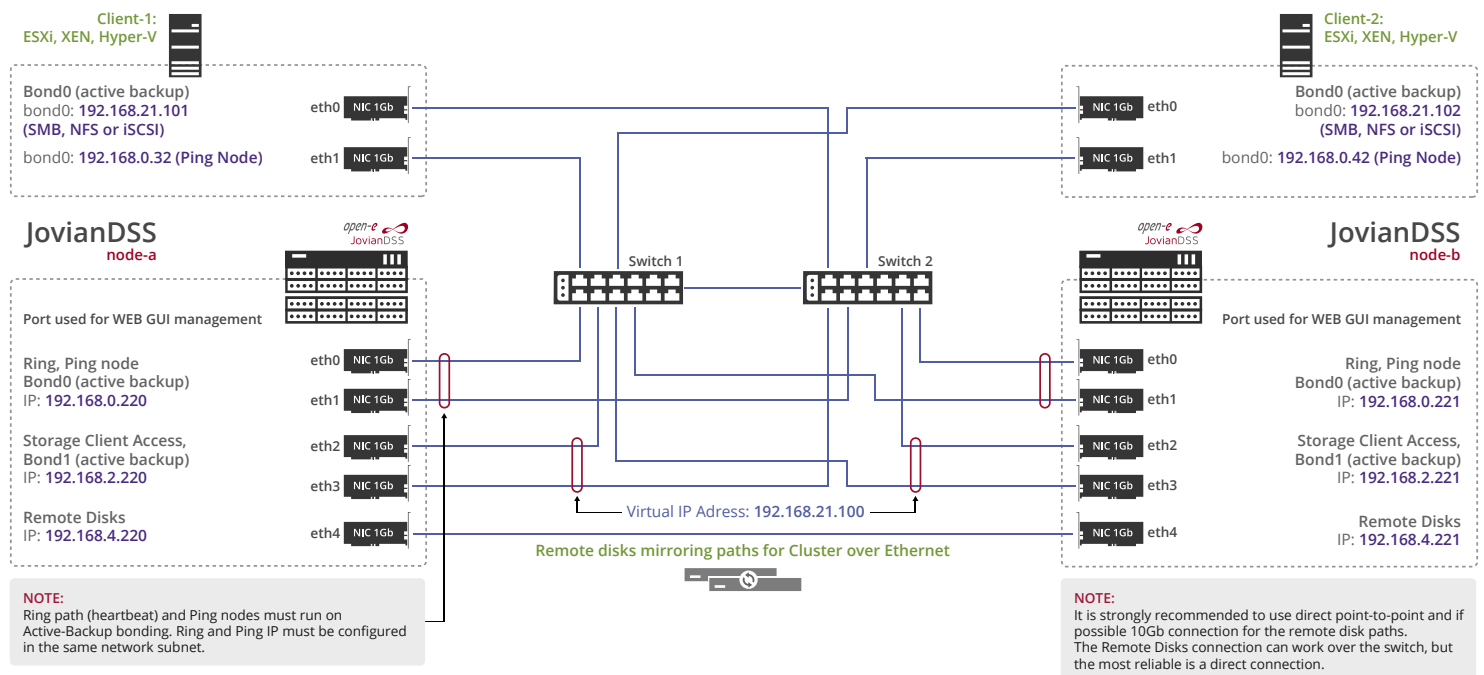 Client-1:
ESXi, XEN, Hyper-V
Bond0 (active backup)
bond0: 192.168.21.101
(SMB, NFS or iSCSI)
bond0: 192.168.0.32 (Ping Node)
eth0 NIC 1Gb
eth1 NIC 1Gb
Client-2:
ESXi, XEN, Hyper-V
NIC 1Gb eth0
NIC 1Gb eth1
Bond0 (active backup)
bond0: 192.168.21.102
(SMB, NFS or iSCSI)
bond0: 192.168.0.42 (Ping Node)
JovianDSS
node-a
open-e
JovianDSS
Port used for WEB GUI management
Ring, Ping node
Bond0 (active backup)
IP: 192.168.0.220
Storage Client Access,
Bond1 (active backup)
IP: 192.168.2.220
Remote Disks
IP: 192.168.4.220
eth0 NIC 1Gb
eth1 NIC 1Gb
eth2 NIC 1Gb
eth3 NIC 1Gb
eth4 NIC 1Gb
Switch 1
Switch 2
Virtual IP Adress: 192.168.21.100
Remote disks mirroring paths for Cluster over Ethernet
open-e
JovianDSS
JovianDSS
node-b
Port used for WEB GUI management
NIC 1Gb eth0
NIC 1Gb eth1
NIC 1Gb eth2
NIC 1Gb eth3
NIC 1Gb eth4
Ring, Ping node
Bond0 (active backup)
IP: 192.168.0.221
Storage Client Access,
Bond1 (active backup)
IP: 192.168.2.221
Remote Disks
IP: 192.168.4.221
NOTE:
Ring path (heartbeat) and Ping nodes must run on
Active-Backup bonding. Ring and Ping IP must be configured
in the same network subnet.
NOTE:
It is strongly recommended to use direct point-to-point and if
possible 10Gb connection for the remote disk paths.
The Remote Disks connection can work over the switch, but
the most reliable is a direct connection.